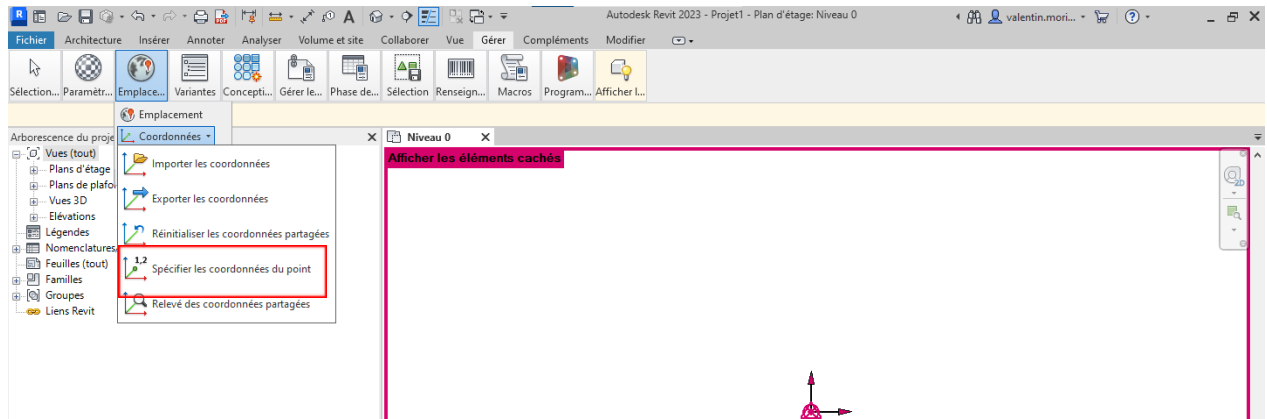 Autodesk Revit 2023 - Projet1 - Plan d'étage: Niveau 0
valentin.mori...
Fichier Architecture Insérer Annoter Analyser Volume et site Collaborer Vue Gérer Compléments Modifier
Sélection... Paramètr... Emplace... Variantes Concepti... Gérer le... Phase de... Sélection Renseign... Macros Program... Afficher l...
Emplacement
Arborescence du proje
Coordonnées
Niveau 0
Vues (tout)
Plans d'étage
Plans de plafo
Vues 3D
Elévations
Légendes
Nomenclatures
Feuilles (tout)
Familles
Groupes
Liens Revit
Importer les coordonnées
Exporter les coordonnées
Réinitialiser les coordonnées partagées
1,2
Spécifier les coordonnées du point
Relevé des coordonnées partagées
Afficher les éléments cachés
2D